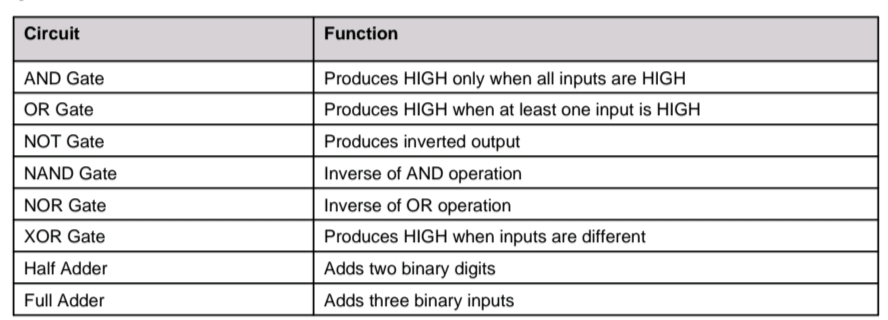 Circuit Function
AND Gate Produces HIGH only when all inputs are HIGH
OR Gate Produces HIGH when at least one input is HIGH
NOT Gate Produces inverted output
NAND Gate Inverse of AND operation
NOR Gate Inverse of OR operation
XOR Gate Produces HIGH when inputs are different
Half Adder Adds two binary digits
Full Adder Adds three binary inputs